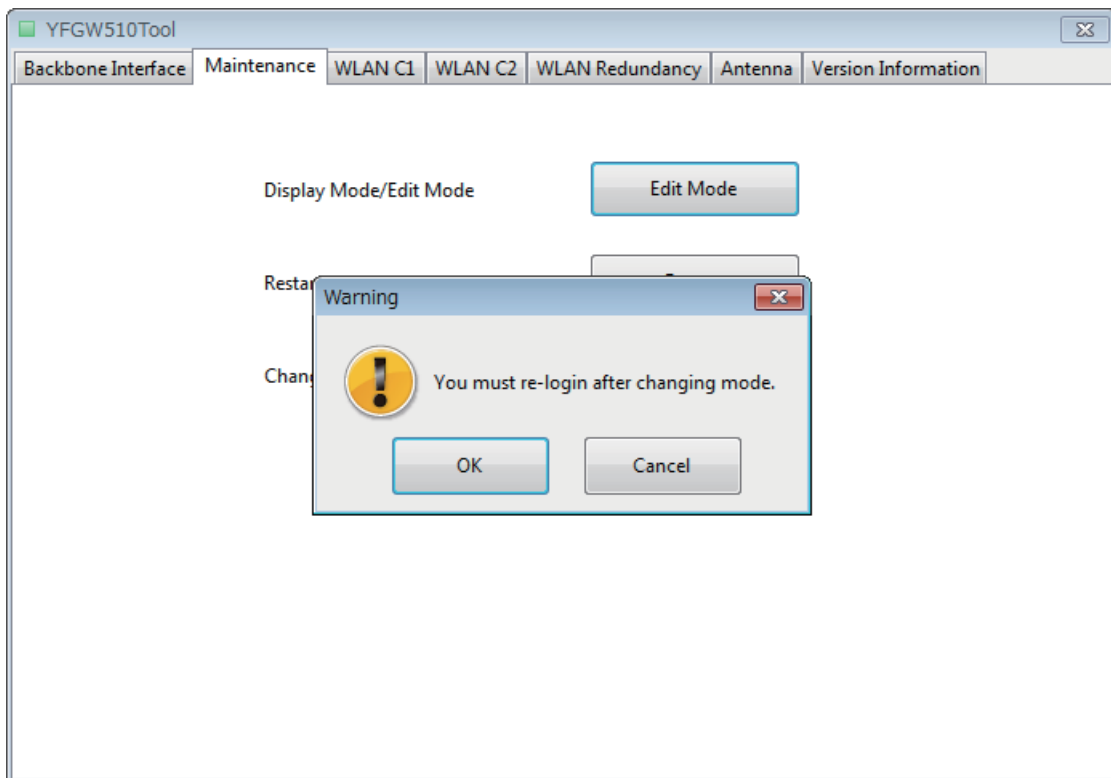 YFGW510Tool
Backbone Interface Maintenance WLAN C1 WLAN C2 WLAN Redundancy Antenna Version Information
Display Mode/Edit Mode Edit Mode
Warning
You must re-login after changing mode.
OK Cancel